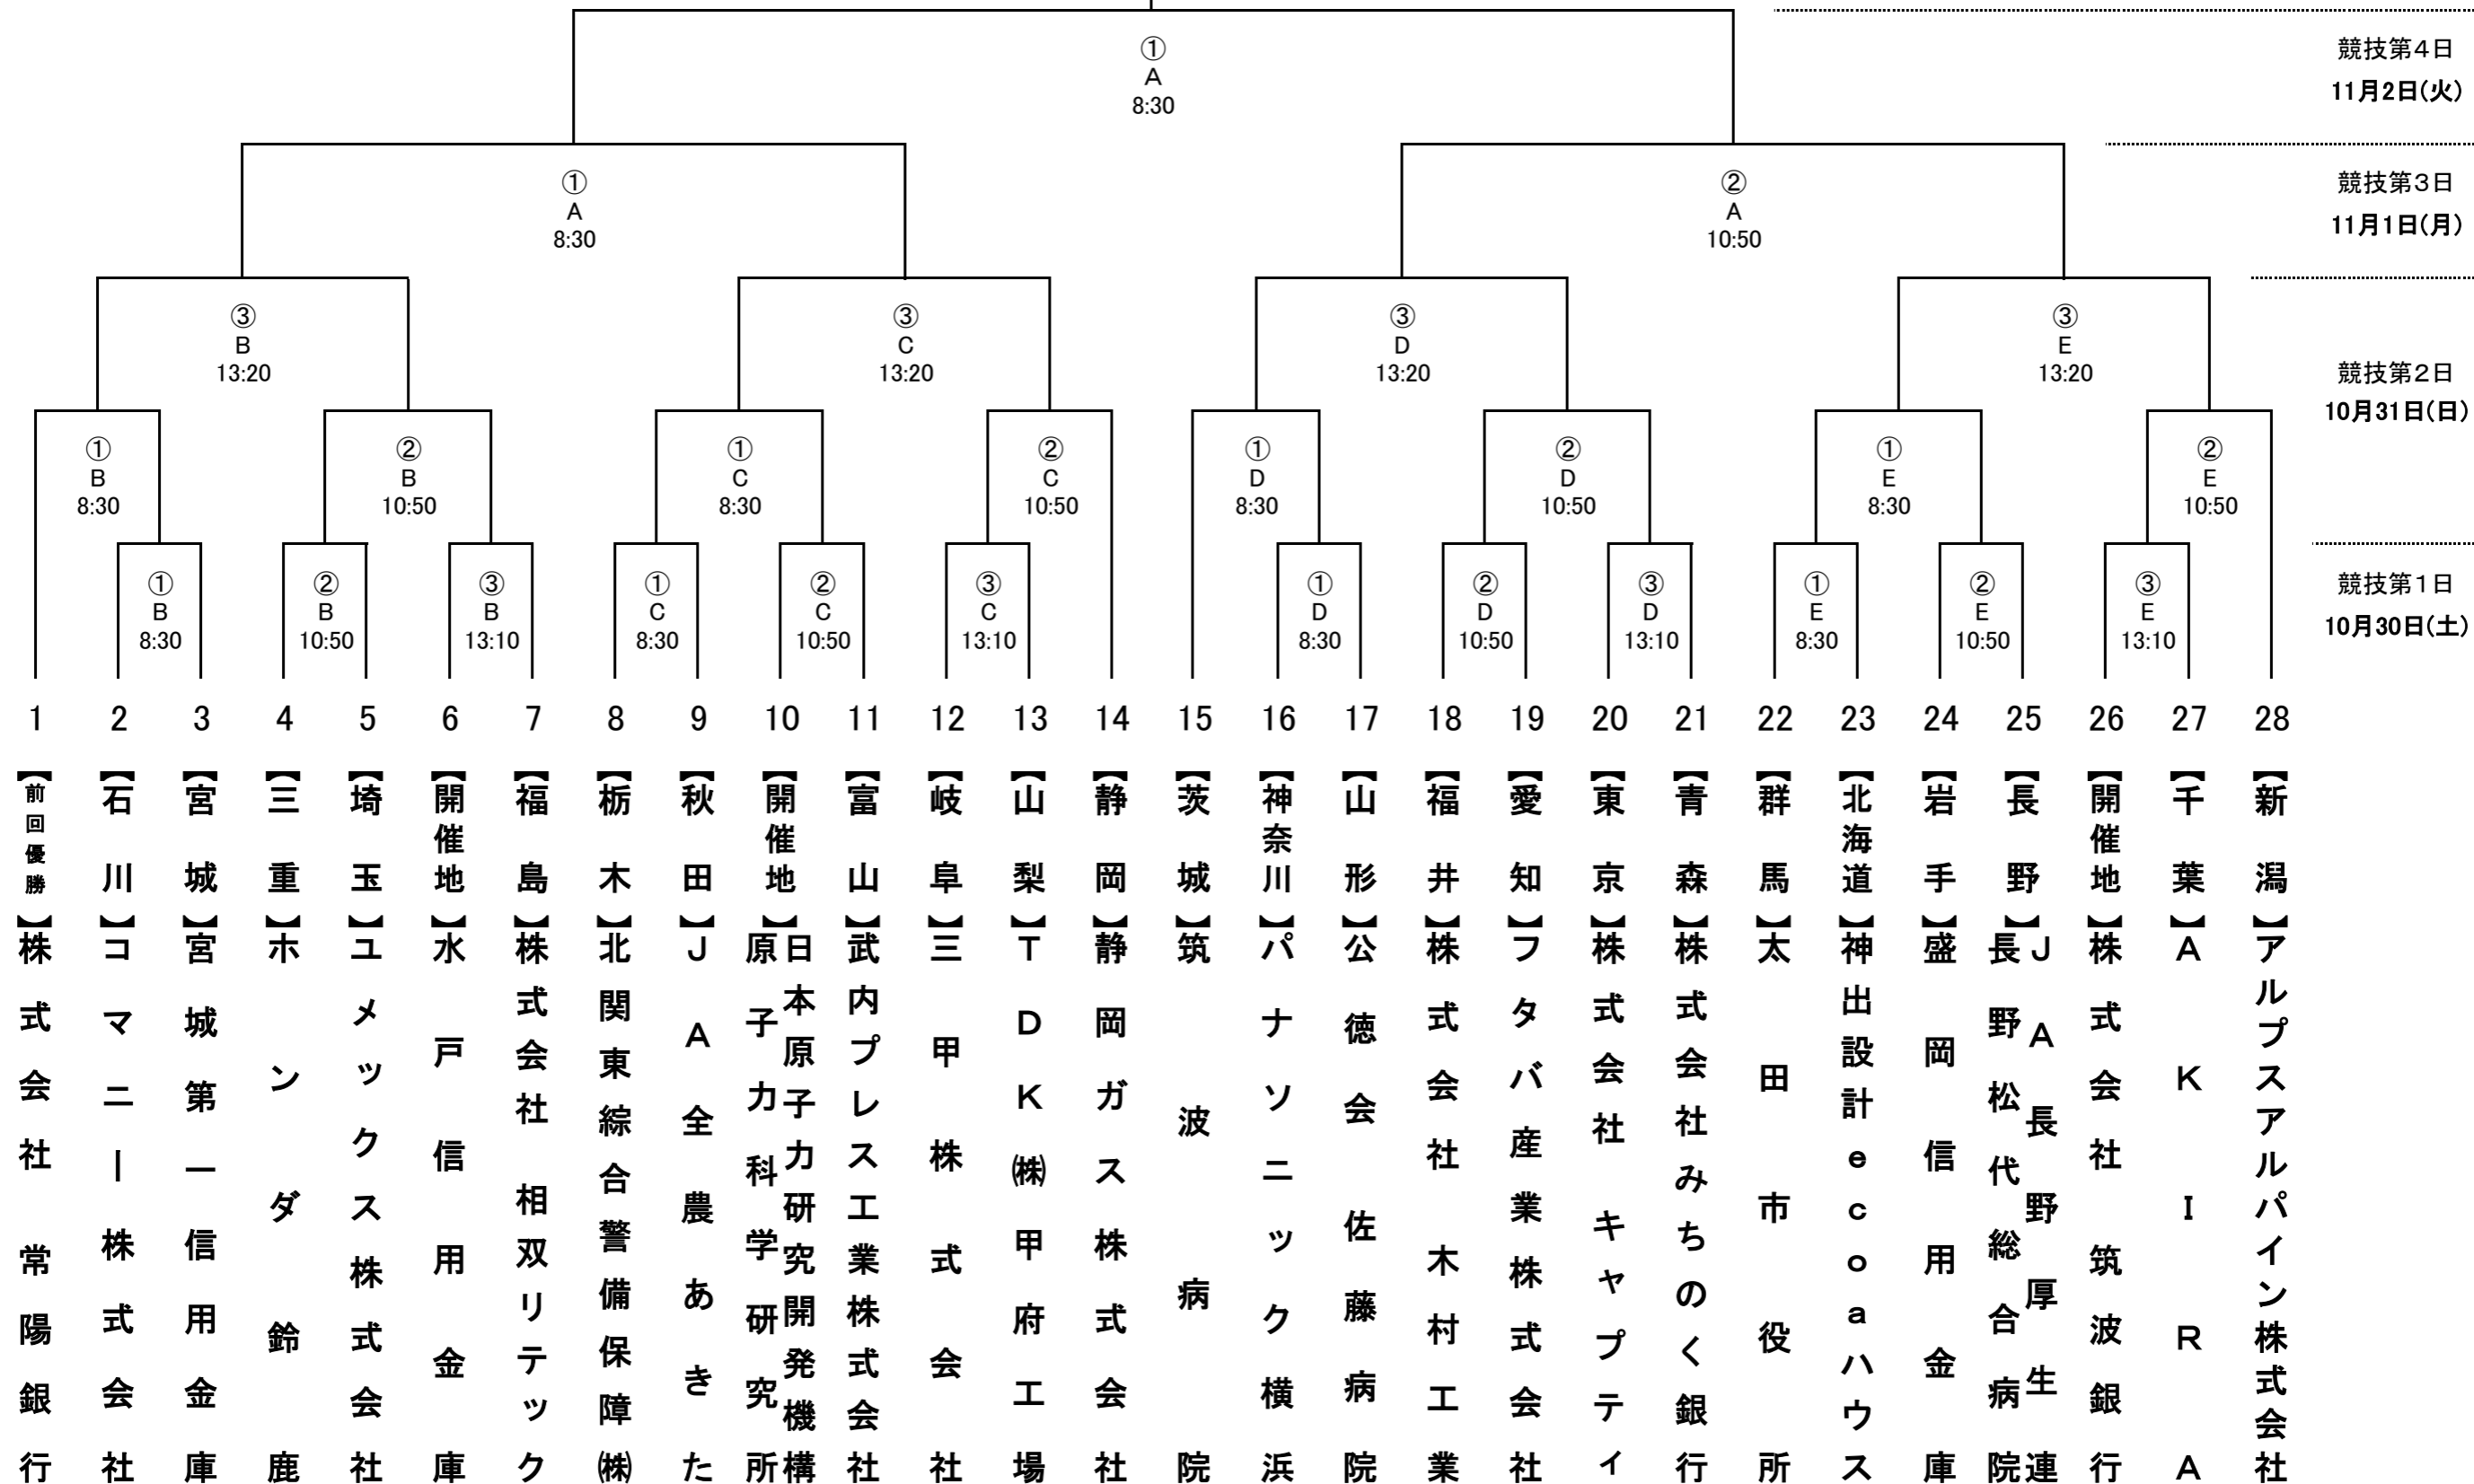 ①
A
8:30
競技第4日
11月2日(火)
①
A
8:30
②
A
10:50
競技第3日
11月1日(月)
③
B
13:20
③
C
13:20
③
D
13:20
③
E
13:20
競技第2日
10月31日(日)
①
B
8:30
②
B
10:50
①
C
8:30
②
C
10:50
①
D
8:30
②
D
10:50
①
E
8:30
②
E
10:50
①
B
8:30
②
B
10:50
③
B
13:10
①
C
8:30
②
C
10:50
③
C
13:10
①
D
8:30
②
D
10:50
③
D
13:10
①
E
8:30
②
E
10:50
③
E
13:10
競技第1日
10月30日(土)
1
【前回優勝】株式会社 常陽銀行
2
【石川】コマニー株式会社
3
【宮城】宮城第一信用金庫
4
【三重】ホンダ鈴鹿
5
【埼玉】ユメックス株式会社
6
【開催地】水戸信用金庫
7
【福島】株式会社 相双リテック
8
【栃木】北関東綜合警備保障㈱
9
【秋田】JA全農あきた
10
【開催地】日本原子力研究開発機構
原子力科学研究所
11
【富山】武内プレス工業株式会社
12
【岐阜】三甲株式会社
13
【山梨】TDK㈱甲府工場
14
【静岡】静岡ガス株式会社
15
【茨城】筑波病院
16
【神奈川】パナソニック横浜
17
【山形】公徳会 佐藤病院
18
【福井】株式会社 木村工業
19
【愛知】フタバ産業株式会社
20
【東京】株式会社 キャプティ
21
【青森】株式会社みちのく銀行
22
【群馬】太田市役所
23
【北海道】神出設計ecoaハウス
24
【岩手】盛岡信用金庫
25
【長野】JA長野厚生連
長野松代総合病院
26
【開催地】株式会社 筑波銀行
27
【千葉】AKIRA
28
【新潟】アルプスアルパイン株式会社